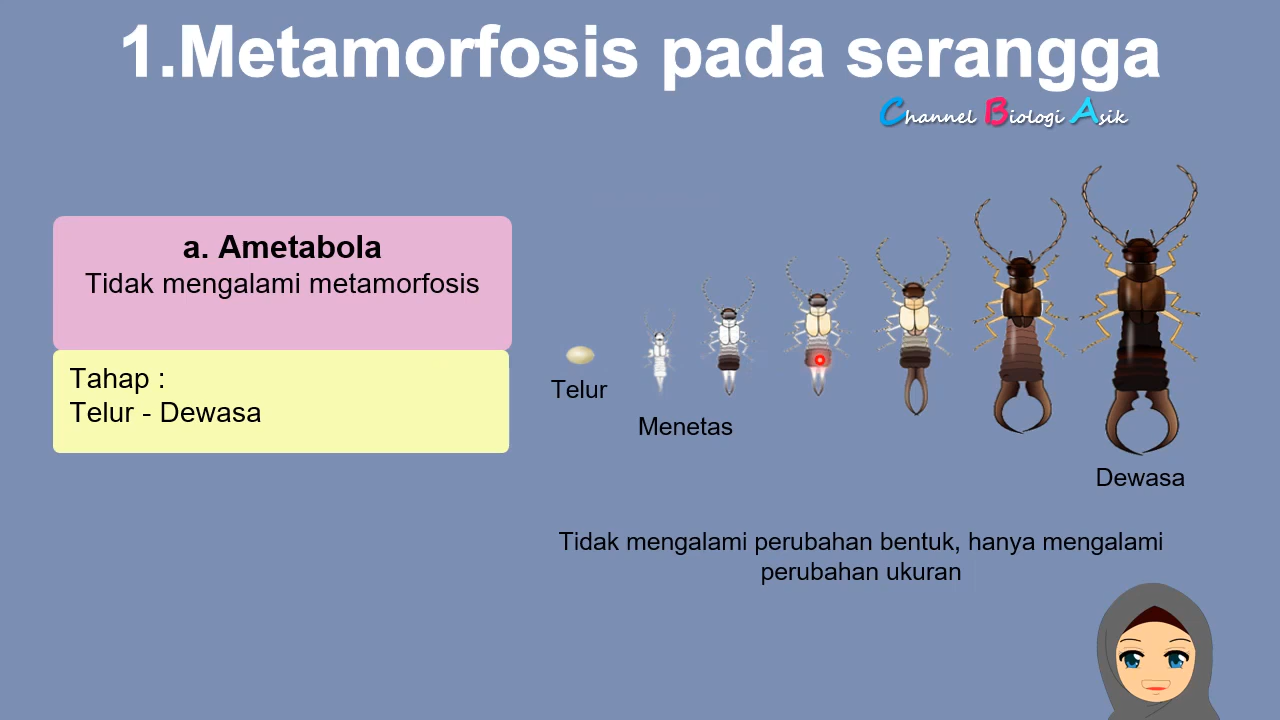 1.Metamorfosis pada serangga
Channel Biologi Asik
a. Ametabola
Tidak mengalami metamorfosis
Tahap :
Telur - Dewasa
Telur
Menetas
Dewasa
Tidak mengalami perubahan bentuk, hanya mengalami
perubahan ukuran